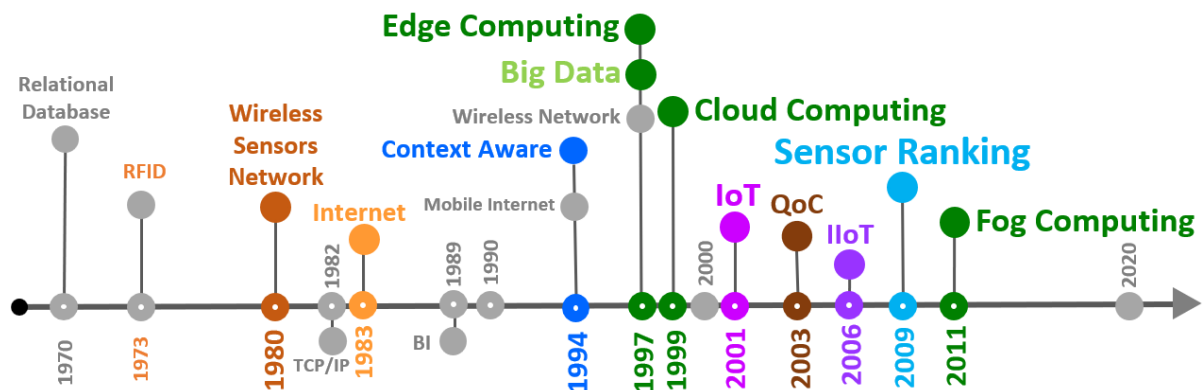 Edge Computing
Big Data
Wireless Network
Cloud Computing
Relational
Database
RFID
Wireless
Sensors
Network
Internet
Context Aware
Mobile Internet
IoT
QoC
IIoT
Sensor Ranking
Fog Computing
1982
1989
1990
2000
2020
1970
1973
1980
TCP/IP
1983
BI
1994
1997
1999
2001
2003
2006
2009
2011